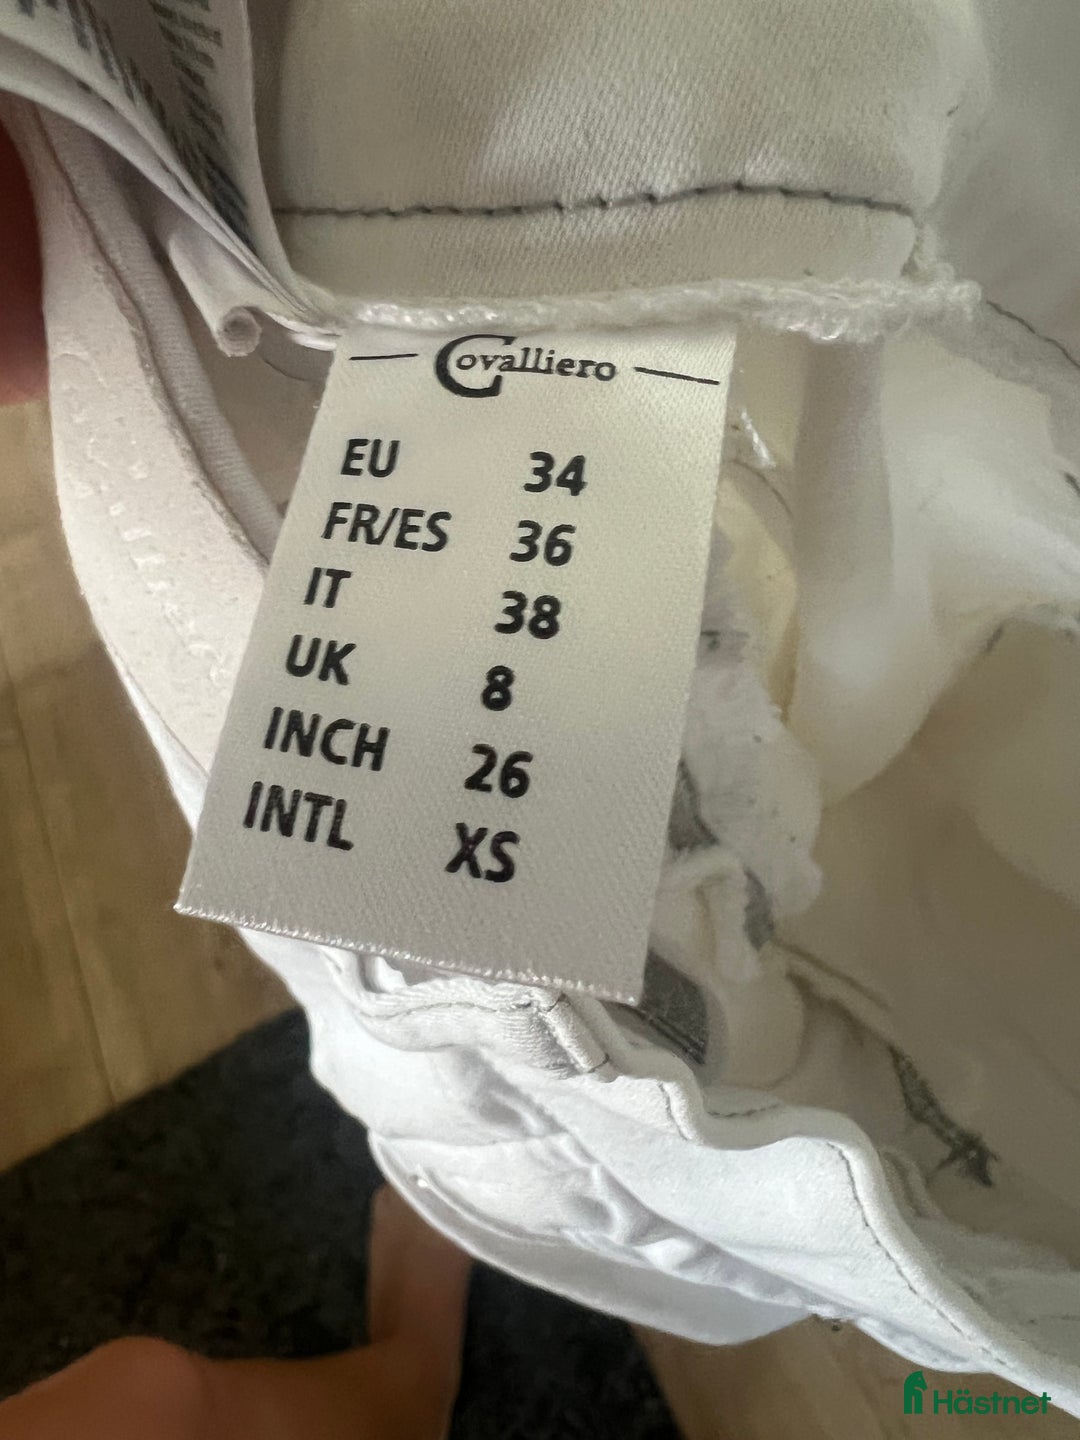 Covalliero
EU 34
FR/ES 36
IT 38
UK 8
INCH 26
INTL XS
Hästnet